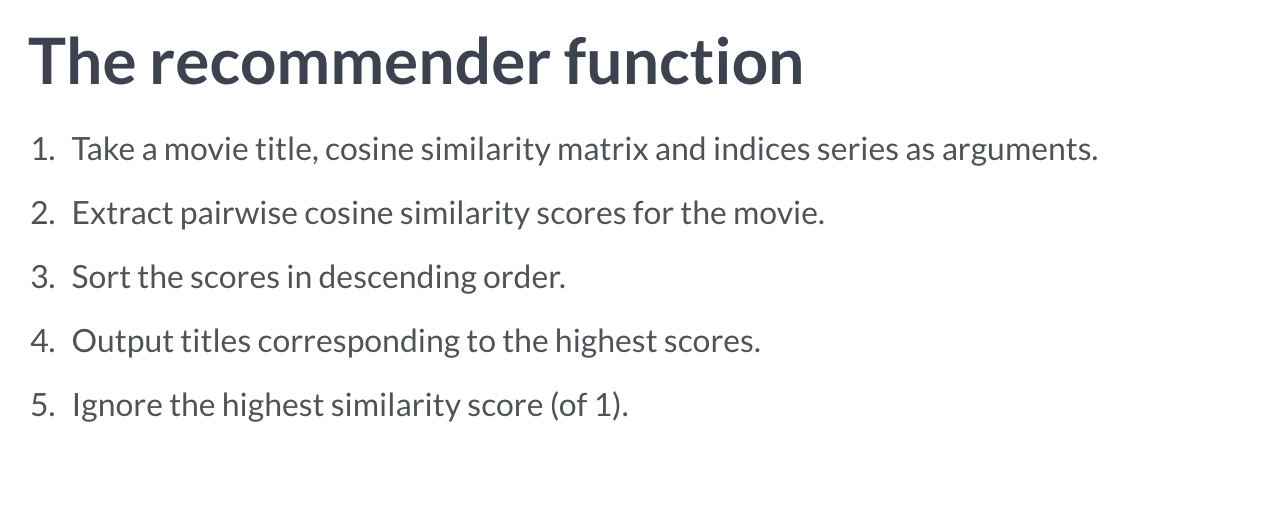 The recommender function
1. Take a movie title, cosine similarity matrix and indices series as arguments.
2. Extract pairwise cosine similarity scores for the movie.
3. Sort the scores in descending order.
4. Output titles corresponding to the highest scores.
5. Ignore the highest similarity score (of 1).